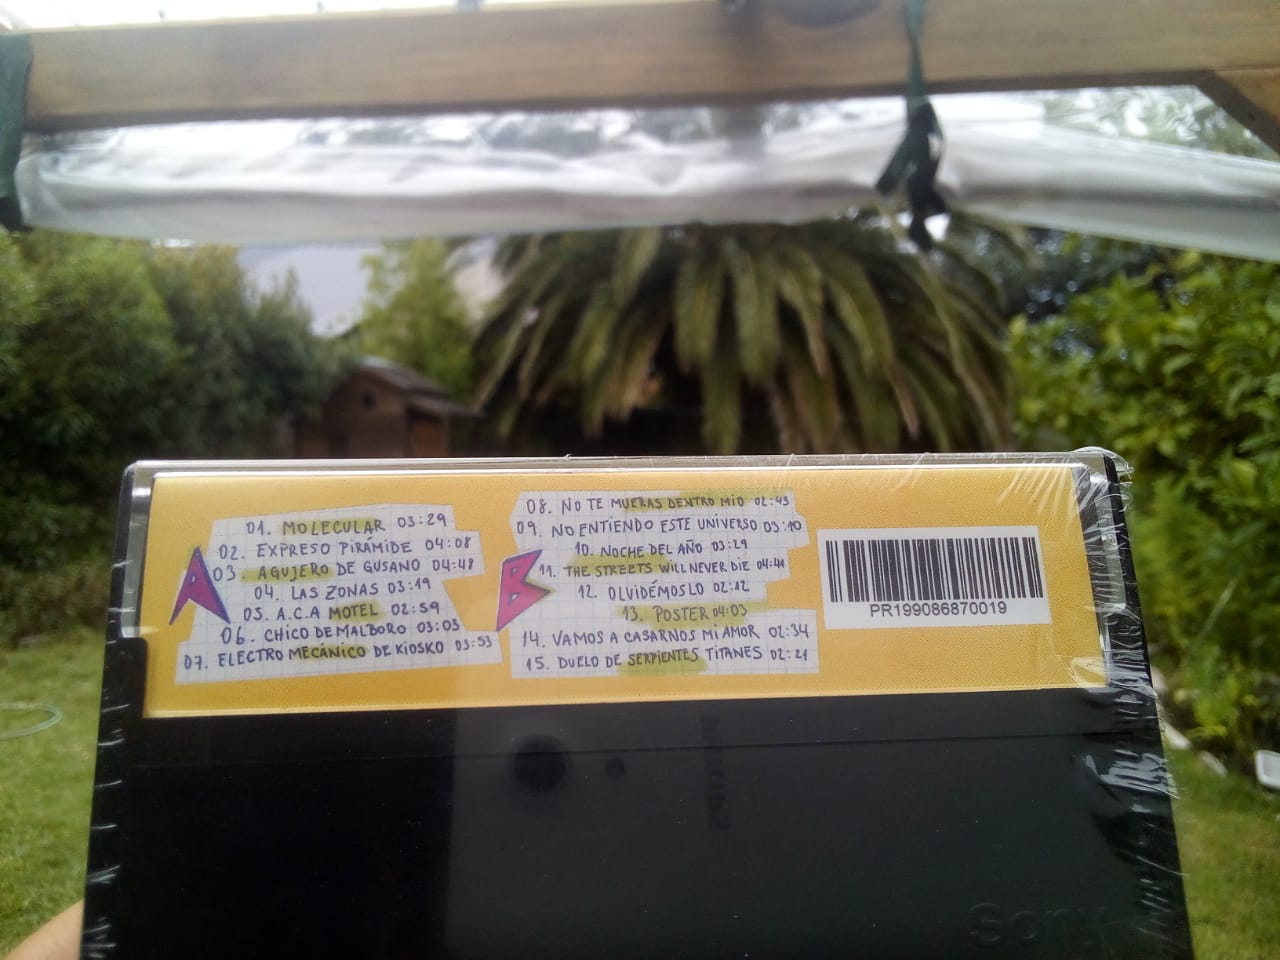 A
01. MOLECULAR 03:29
02. EXPRESO PIRÁMIDE 04:08
03. AGUJERO DE GUSANO 04:48
04. LAS ZONAS 03:19
05. A.C.A MOTEL 02:59
06. CHICO DE MALBORO 03:03
07. ELECTRO MECÁNICO DE KIOSKO 03:53
B
08. NO TE MUERAS DENTRO MIO 02:43
09. NO ENTIENDO ESTE UNIVERSO 03:10
10. NOCHE DEL AÑO 03:29
11. THE STREETS WILL NEVER DIE 04:41
12. OLVIDÉMOSLO 02:12
13. POSTER 04:03
14. VAMOS A CASARNOS MI AMOR 02:34
15. DUELO DE SERPIENTES TITANES 02:21
PR199086870019
Sony